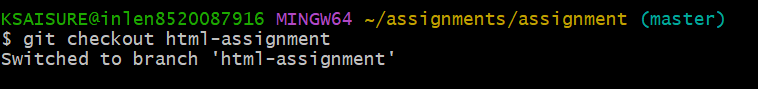 KSAISURE@inlen8520087916 MINGW64 ~/assignments/assignment (master)
$ git checkout html-assignment
Switched to branch 'html-assignment'